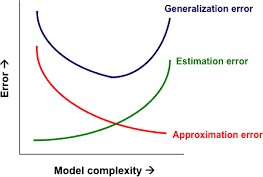 Generalization error
Estimation error
Approximation error
Error →
Model complexity →